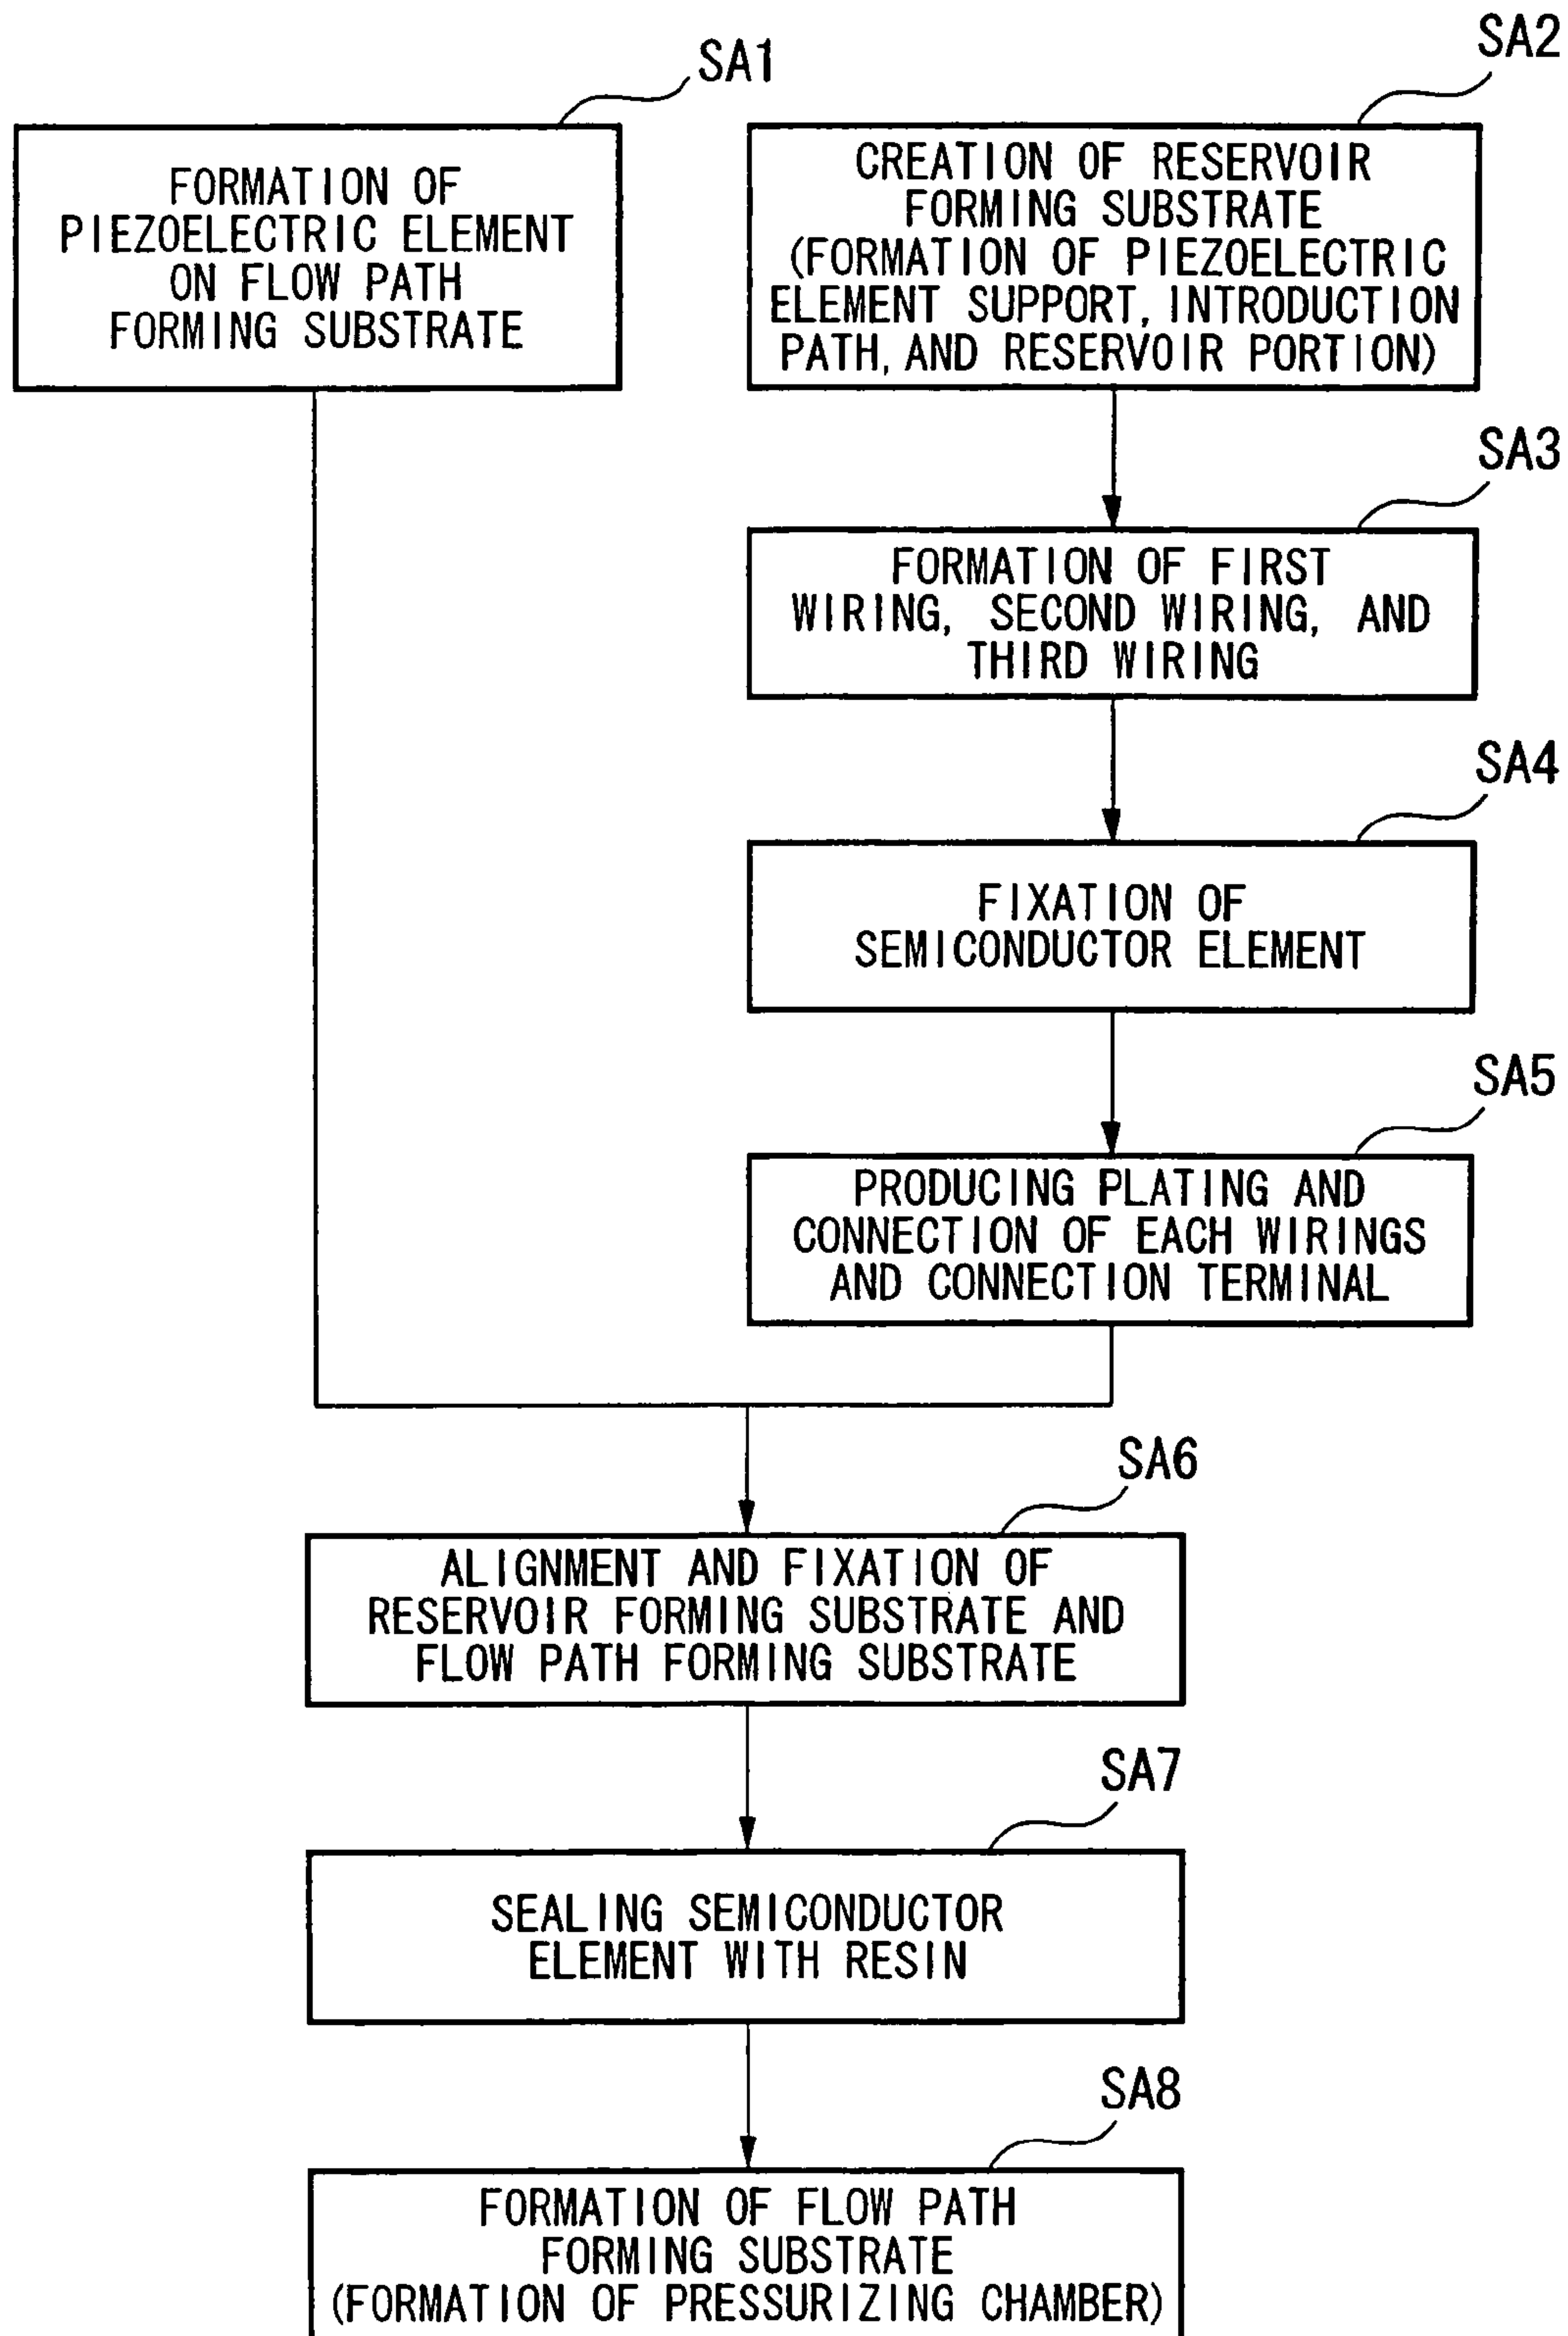 SA1
FORMATION OF
PIEZOELECTRIC ELEMENT
ON FLOW PATH
FORMING SUBSTRATE
SA2
CREATION OF RESERVOIR
FORMING SUBSTRATE
(FORMATION OF PIEZOELECTRIC
ELEMENT SUPPORT, INTRODUCTION
PATH, AND RESERVOIR PORTION)
SA3
FORMATION OF FIRST
WIRING, SECOND WIRING, AND
THIRD WIRING
SA4
FIXATION OF
SEMICONDUCTOR ELEMENT
SA5
PRODUCING PLATING AND
CONNECTION OF EACH WIRINGS
AND CONNECTION TERMINAL
SA6
ALIGNMENT AND FIXATION OF
RESERVOIR FORMING SUBSTRATE AND
FLOW PATH FORMING SUBSTRATE
SA7
SEALING SEMICONDUCTOR
ELEMENT WITH RESIN
SA8
FORMATION OF FLOW PATH
FORMING SUBSTRATE
(FORMATION OF PRESSURIZING CHAMBER)